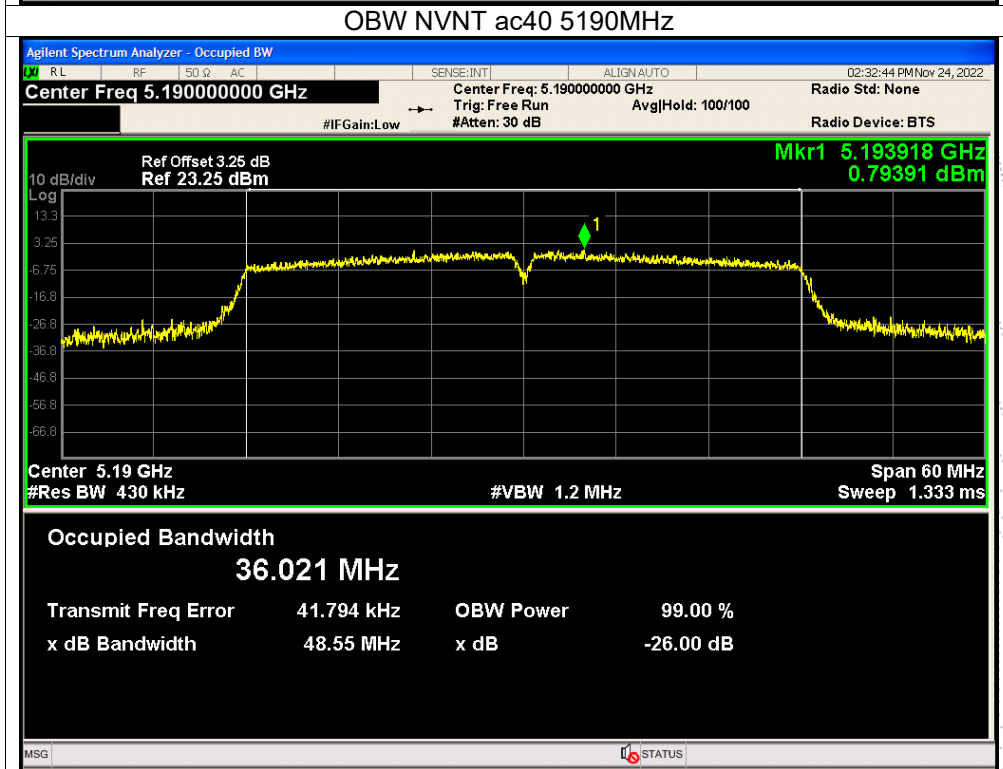 OBW NVNT ac40 5190MHz
Agilent Spectrum Analyzer - Occupied BW
LXI RL RF 50 Ω AC SENSE:INT ALIGN AUTO 02:32:44 PM Nov 24, 2022
Center Freq 5.190000000 GHz Center Freq: 5.190000000 GHz Radio Std: None
Trig: Free Run Avg|Hold: 100/100
#IFGain:Low #Atten: 30 dB Radio Device: BTS
Mkr1 5.193918 GHz
0.79391 dBm
Ref Offset 3.25 dB
10 dB/div Ref 23.25 dBm
Log
13.3
1
3.25
-6.75
-16.8
-26.8
-36.8
-46.8
-56.8
-66.8
Center 5.19 GHz Span 60 MHz
#Res BW 430 kHz #VBW 1.2 MHz Sweep 1.333 ms
Occupied Bandwidth
36.021 MHz
Transmit Freq Error 41.794 kHz OBW Power 99.00 %
x dB Bandwidth 48.55 MHz x dB -26.00 dB
MSG STATUS